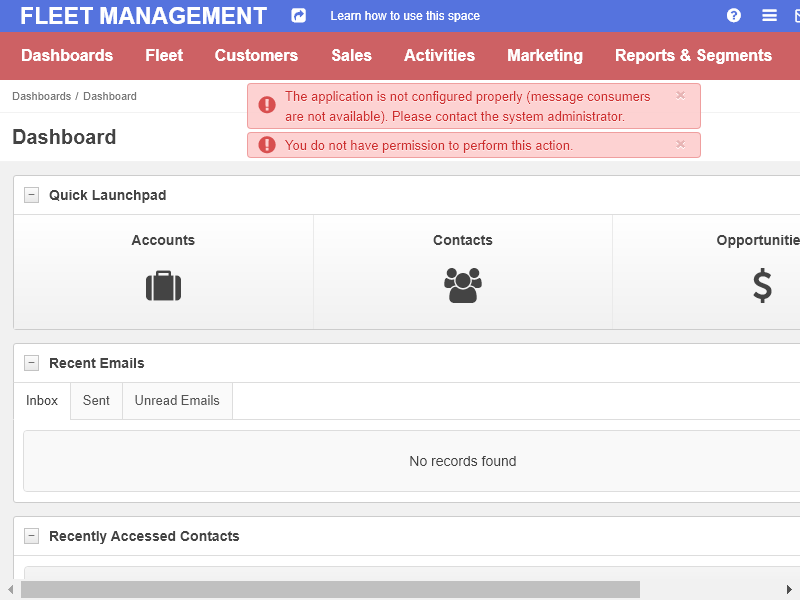 FLEET MANAGEMENT Learn how to use this space
Dashboards Fleet Customers Sales Activities Marketing Reports & Segments
Dashboards / Dashboard
The application is not configured properly (message consumers
are not available). Please contact the system administrator.
You do not have permission to perform this action.
Dashboard
Quick Launchpad
Accounts Contacts Opportunitie
Recent Emails
Inbox Sent Unread Emails
No records found
Recently Accessed Contacts